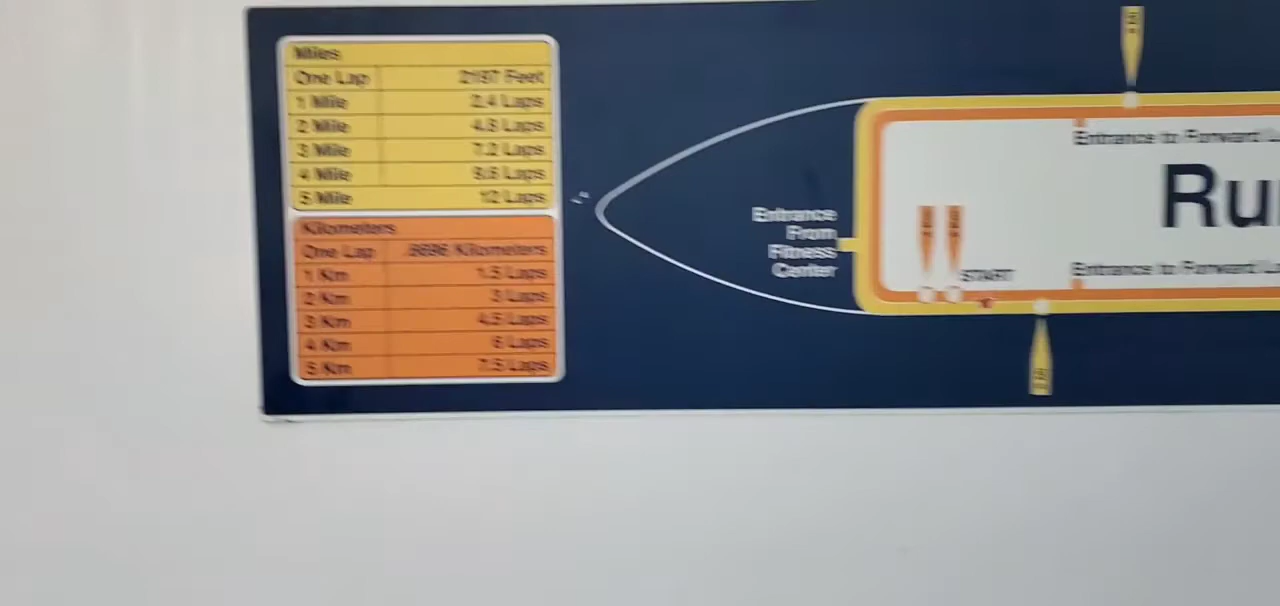 Miles
One Lap 2197 Feet
1 Mile 2.4 Laps
2 Mile 4.8 Laps
3 Mile 7.2 Laps
4 Mile 9.6 Laps
5 Mile 12 Laps
Kilometers
One Lap .6696 Kilometers
1 Km 1.5 Laps
2 Km 3 Laps
3 Km 4.5 Laps
4 Km 6 Laps
5 Km 7.5 Laps
Entrance
From
Fitness
Center
Entrance to Forward
Ru
START
Entrance to Forward